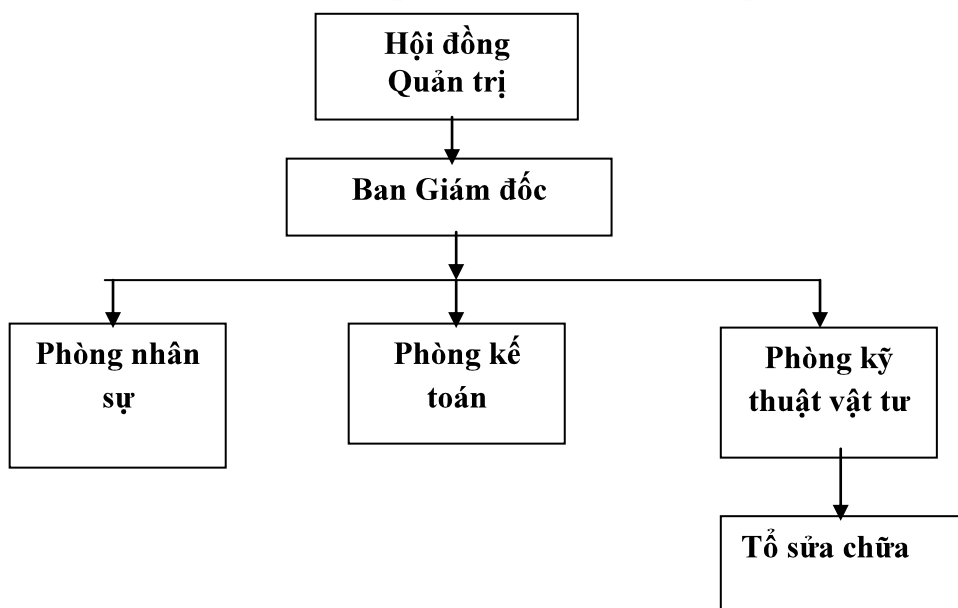 Hội đồng
Quản trị
Ban Giám đốc
Phòng nhân
sự
Phòng kế
toán
Phòng kỹ
thuật vật tư
Tổ sửa chữa